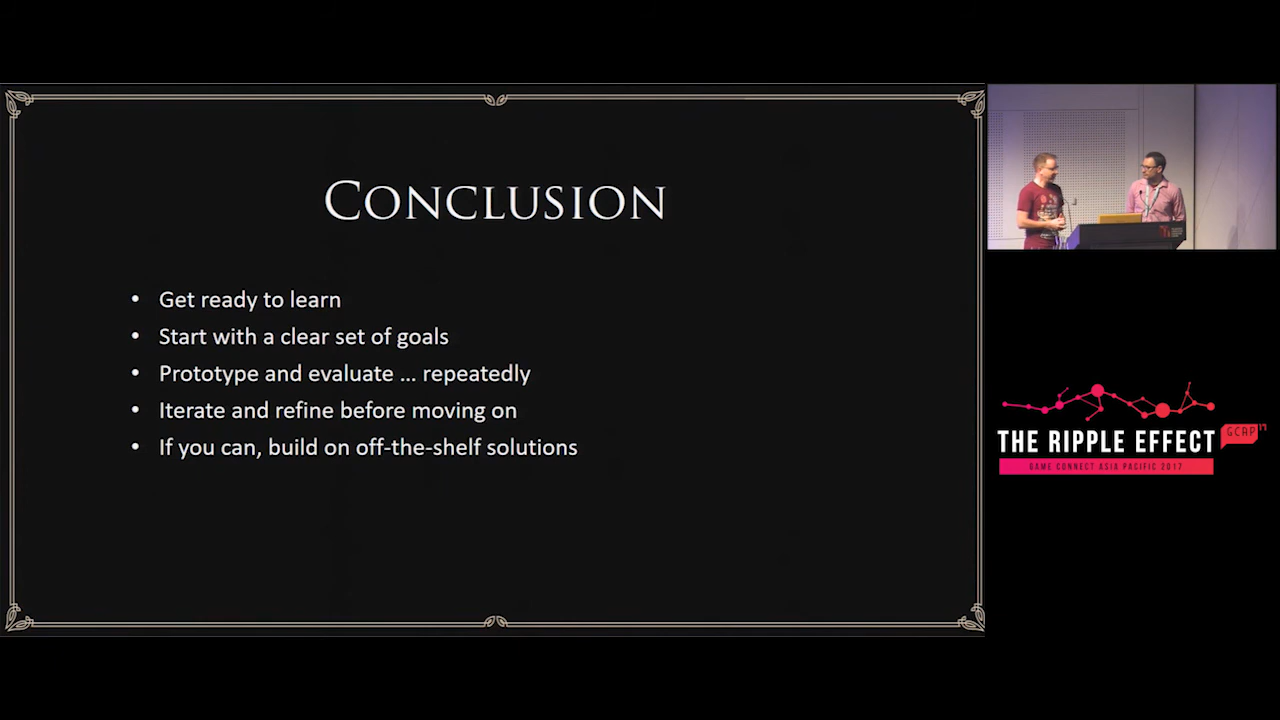 CONCLUSION
• Get ready to learn
• Start with a clear set of goals
• Prototype and evaluate … repeatedly
• Iterate and refine before moving on
• If you can, build on off-the-shelf solutions
THE RIPPLE EFFECT
GCAP 17
GAME CONNECT ASIA PACIFIC 2017